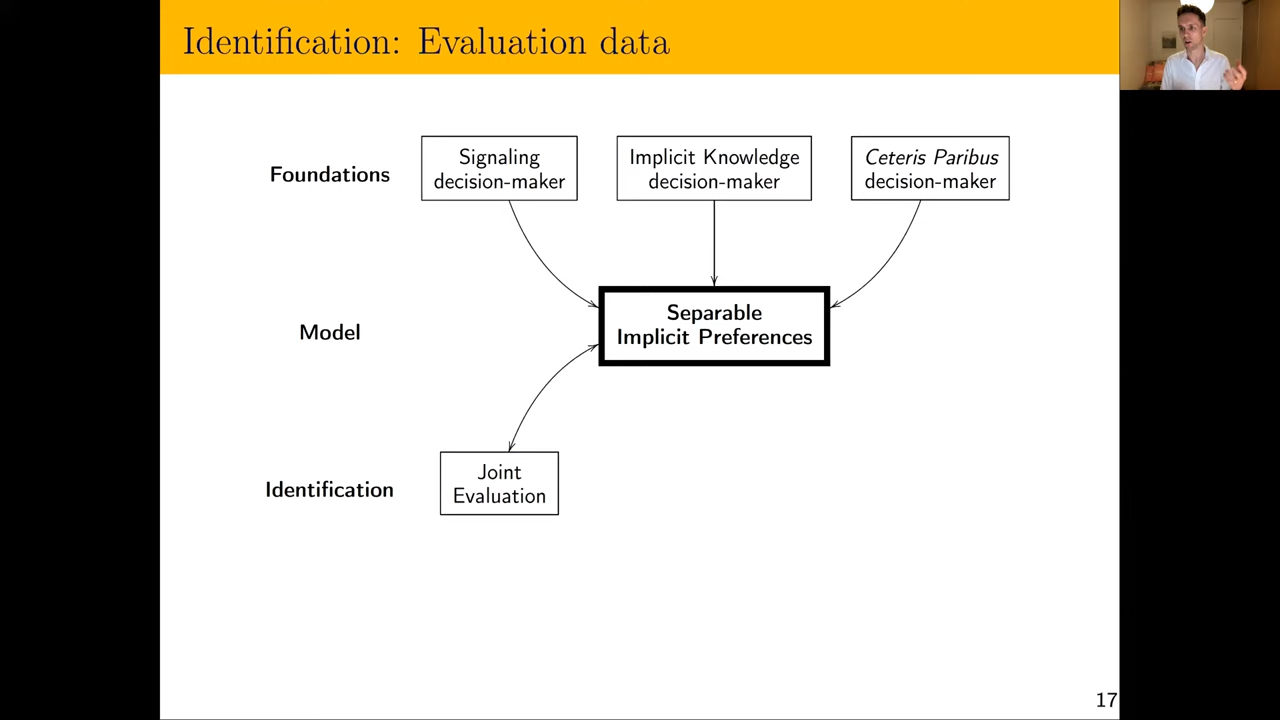 Identification: Evaluation data
Foundations
Signaling
decision-maker
Implicit Knowledge
decision-maker
Ceteris Paribus
decision-maker
Model
Separable
Implicit Preferences
Identification
Joint
Evaluation
17